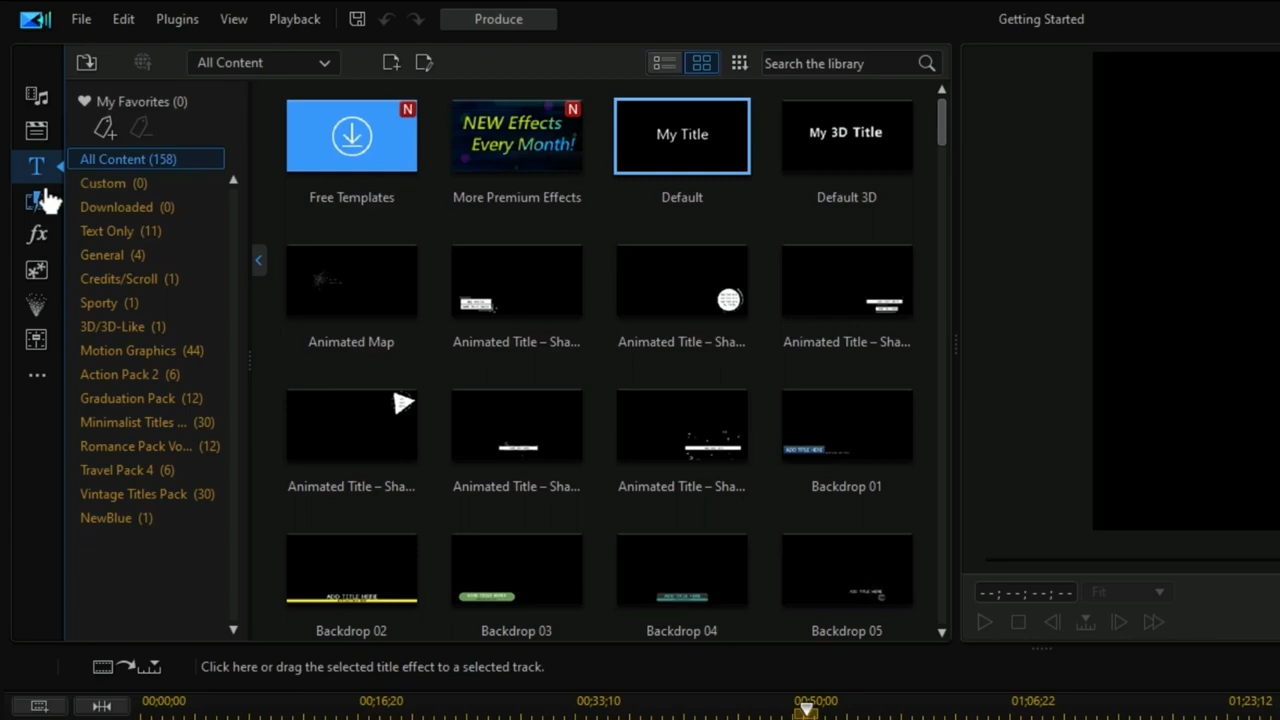 File Edit Plugins View Playback Produce Getting Started
All Content Search the library
My Favorites (0)
All Content (158)
Custom (0)
Downloaded (0)
Text Only (11)
General (4)
Credits/Scroll (1)
Sporty (1)
3D/3D-Like (1)
Motion Graphics (44)
Action Pack 2 (6)
Graduation Pack (12)
Minimalist Titles ... (30)
Romance Pack Vo... (12)
Travel Pack 4 (6)
Vintage Titles Pack (30)
NewBlue (1)
T
fx
N
NEW Effects
Every Month!
N
My Title
My 3D Title
Free Templates More Premium Effects Default Default 3D
Animated Map Animated Title – Sha... Animated Title – Sha... Animated Title – Sha...
ADD TITLE HERE
Animated Title – Sha... Animated Title – Sha... Animated Title – Sha... Backdrop 01
ADD TITLE HERE ADD TITLE HERE
Backdrop 02 Backdrop 03 Backdrop 04 Backdrop 05
--;--;--;-- Fit
Click here or drag the selected title effect to a selected track.
00;00;00 00;16;20 00;33;10 00;50;00 01;06;22 01;23;12